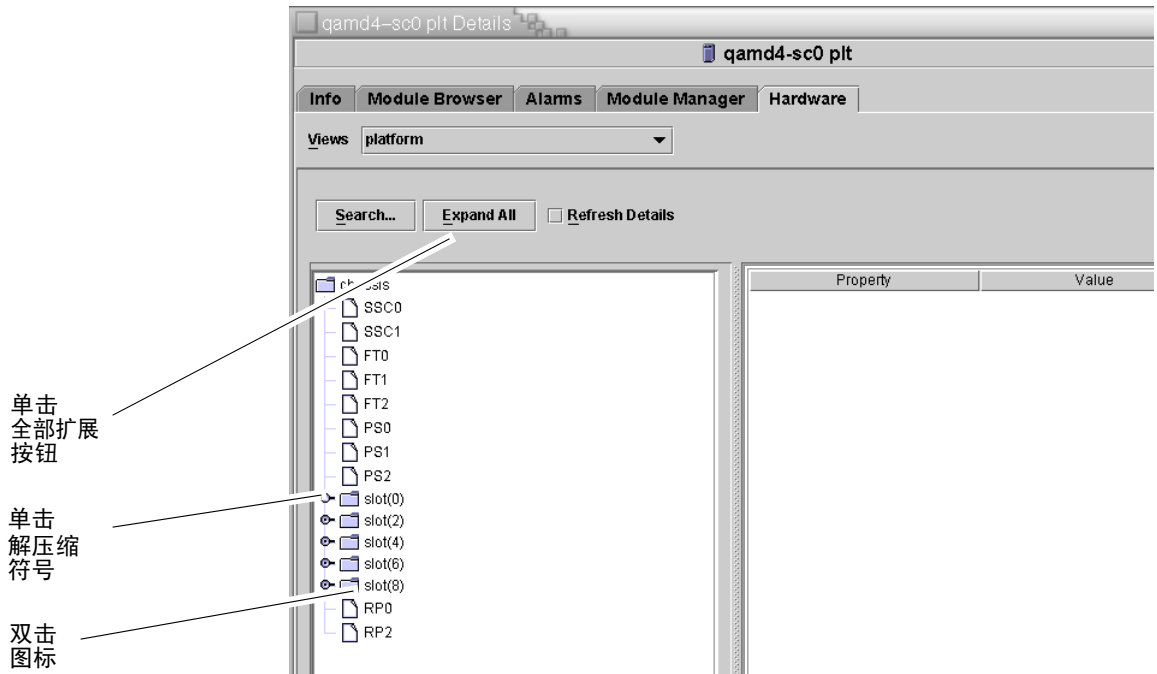 qamd4–sc0 plt Details
qamd4-sc0 plt
Info Module Browser Alarms Module Manager Hardware
Views platform
Search... Expand All Refresh Details
Property Value
SSC0
SSC1
FT0
FT1
FT2
PS0
PS1
PS2
slot(0)
slot(2)
slot(4)
slot(6)
slot(8)
RP0
RP2
单击
全部扩展
按钮
单击
解压缩
符号
双击
图标